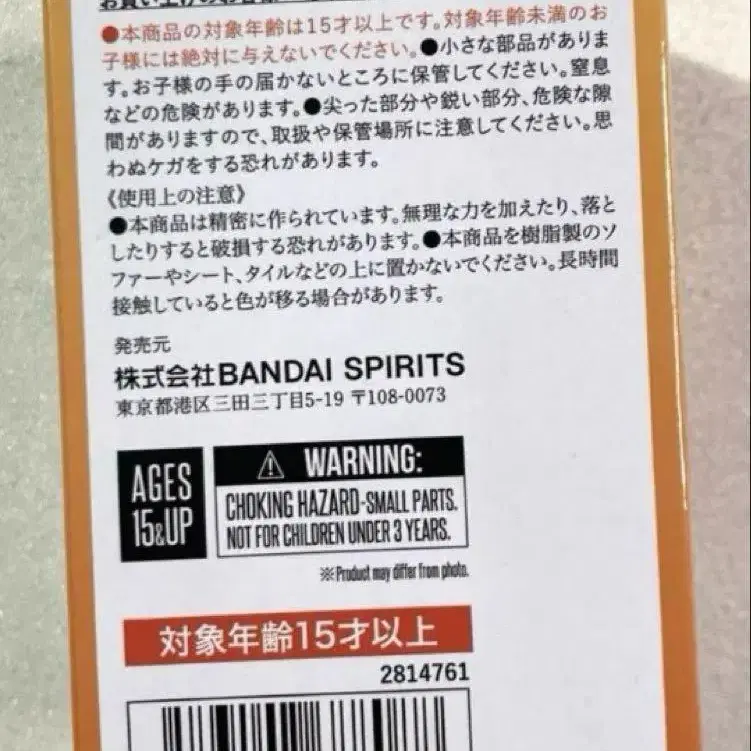 ●本商品の対象年齢は15才以上です。対象年齢未満のお
子様には絶対に与えないでください。●小さな部品がありま
す。お子様の手の届かないところに保管してください。窒息
などの危険があります。●尖った部分や鋭い部分、危険な隙
間がありますので、取扱や保管場所に注意してください。思
わぬケガをする恐れがあります。
《使用上の注意》
●本商品は精密に作られています。無理な力を加えたり、落と
したりすると破損する恐れがあります。●本商品を樹脂製のソ
ファーやシート、タイルなどの上に置かないでください。長時間
接触していると色が移る場合があります。
発売元
株式会社BANDAI SPIRITS
東京都港区三田三丁目5-19 〒108-0073
AGES
15&UP
⚠ WARNING:
CHOKING HAZARD-SMALL PARTS.
NOT FOR CHILDREN UNDER 3 YEARS.
※Product may differ from photo.
対象年齢15才以上
2814761